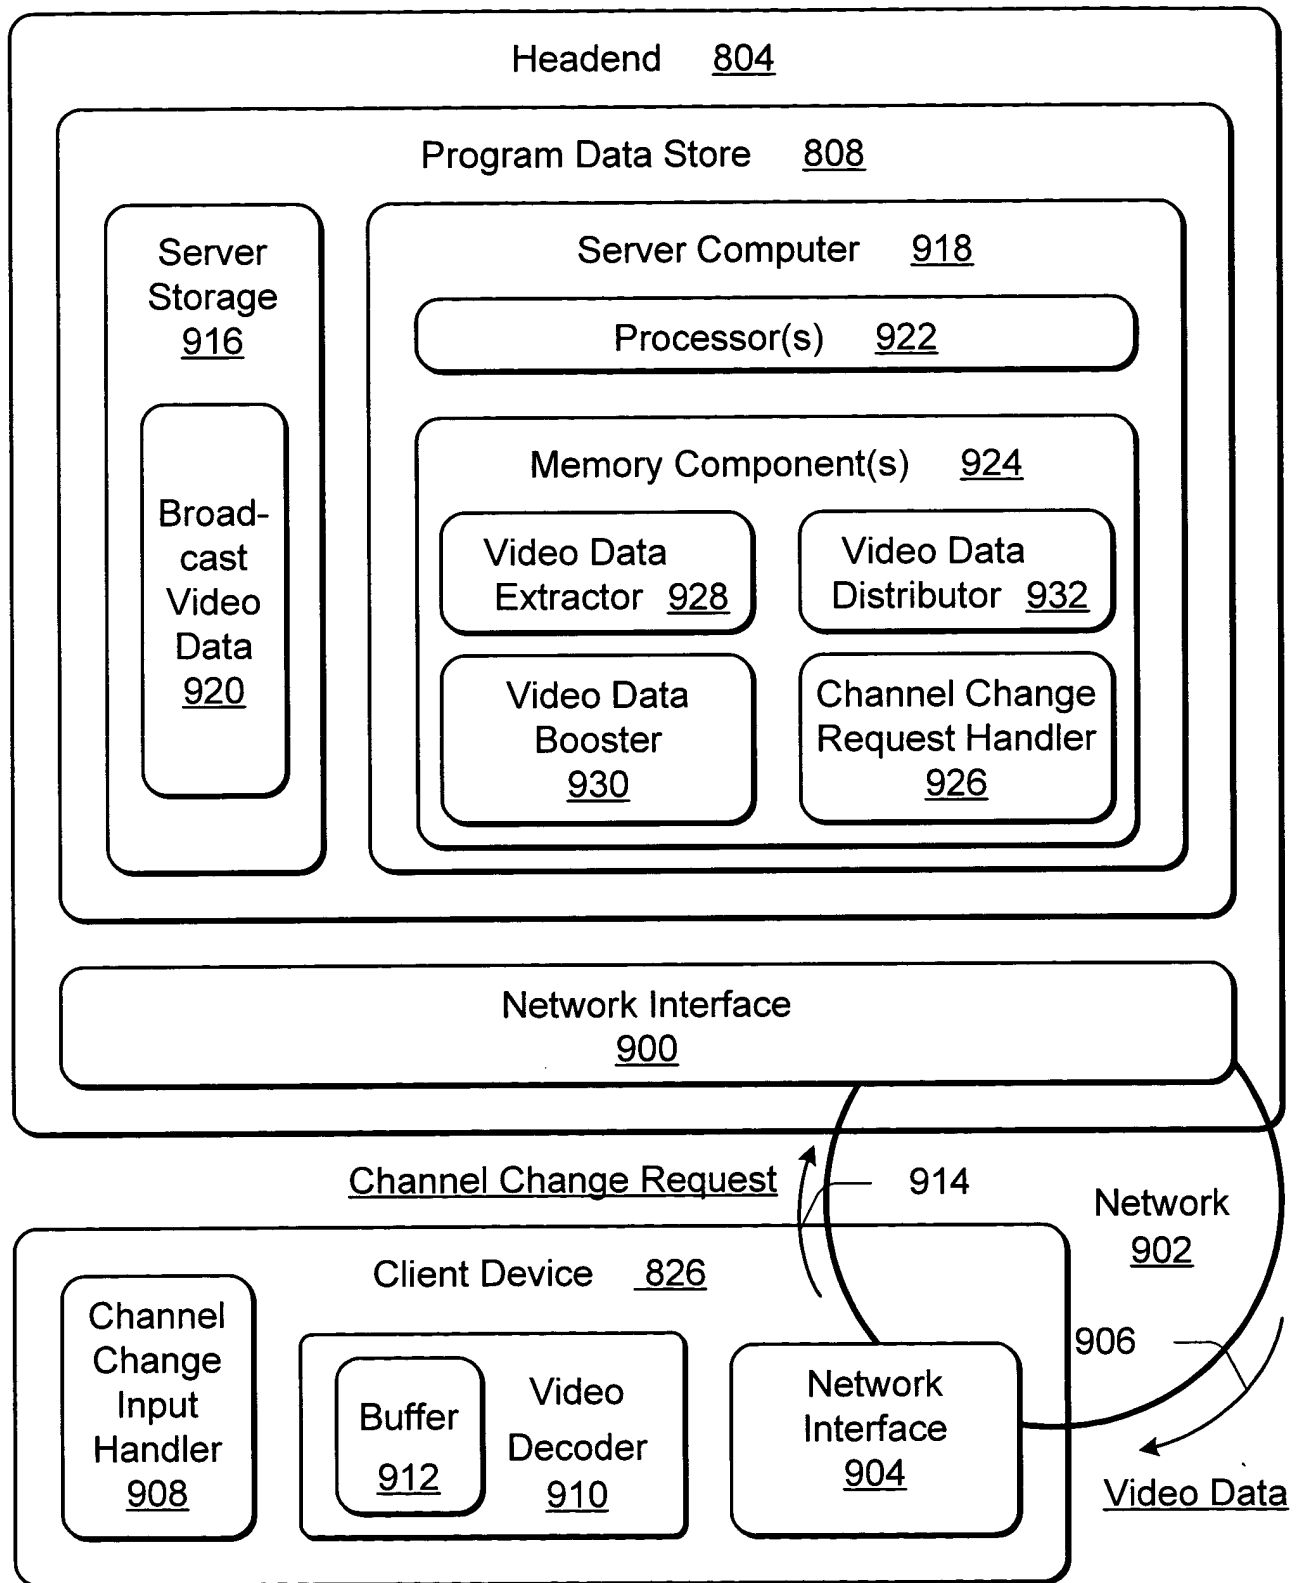 Headend 804
Program Data Store 808
Server
Storage
916
Broad-
cast
Video
Data
920
Server Computer 918
Processor(s) 922
Memory Component(s) 924
Video Data
Extractor 928
Video Data
Distributor 932
Video Data
Booster
930
Channel Change
Request Handler
926
Network Interface
900
Channel Change Request
914
Network
902
906
Video Data
Client Device 826
Channel
Change
Input
Handler
908
Buffer
912
Video
Decoder
910
Network
Interface
904